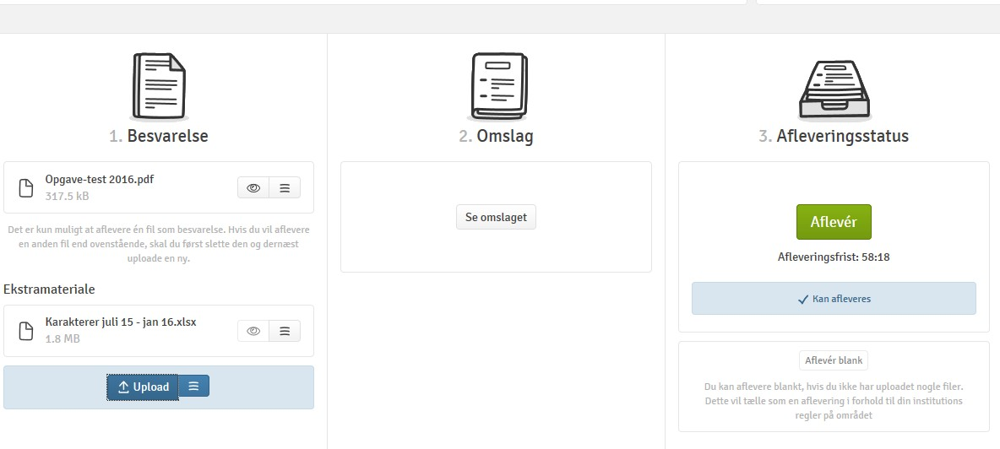 1. Besvarelse
Opgave-test 2016.pdf
317.5 kB
Det er kun muligt at aflevere én fil som besvarelse. Hvis du vil aflevere
en anden fil end ovenstående, skal du først slette den og dernæst
uploade en ny.
Ekstramateriale
Karakterer juli 15 - jan 16.xlsx
1.8 MB
Upload
2. Omslag
Se omslaget
3. Afleveringsstatus
Aflevér
Afleveringsfrist: 58:18
Kan afleveres
Aflevér blank
Du kan aflevere blankt, hvis du ikke har uploadet nogle filer.
Dette vil tælle som en aflevering i forhold til din institutions
regler på området